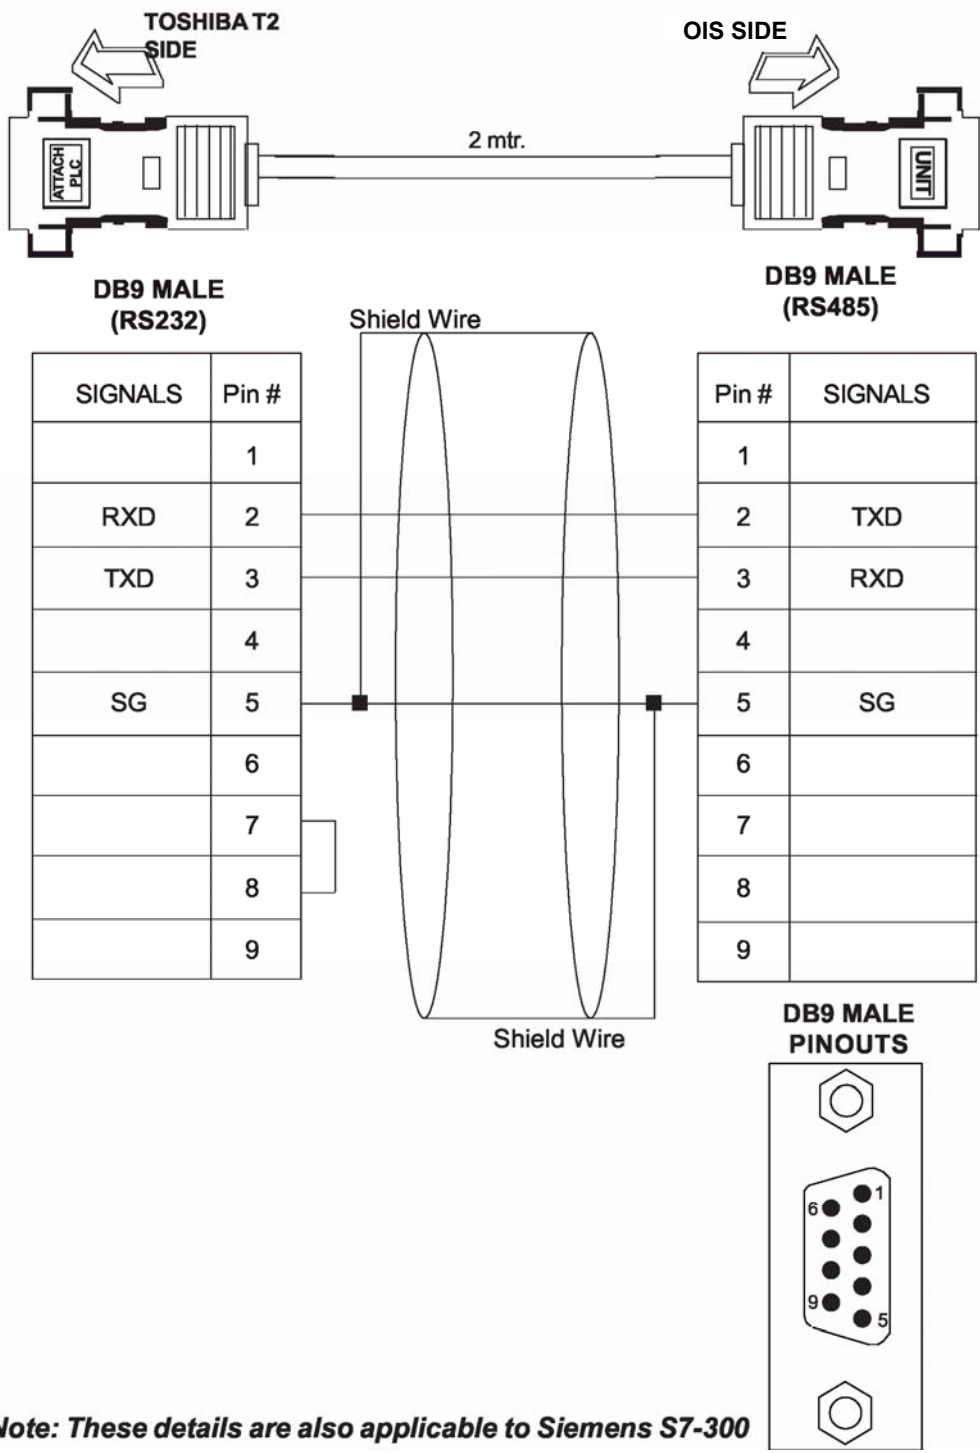 TOSHIBA T2
SIDE
OIS SIDE
ATTACH
PLC
2 mtr.
UNIT
DB9 MALE
(RS232)
DB9 MALE
(RS485)
Shield Wire
SIGNALS Pin #
1
RXD 2
TXD 3
4
SG 5
6
7
8
9
Pin # SIGNALS
1
2 TXD
3 RXD
4
5 SG
6
7
8
9
Shield Wire
DB9 MALE
PINOUTS
1
6
9
5
Note: These details are also applicable to Siemens S7-300